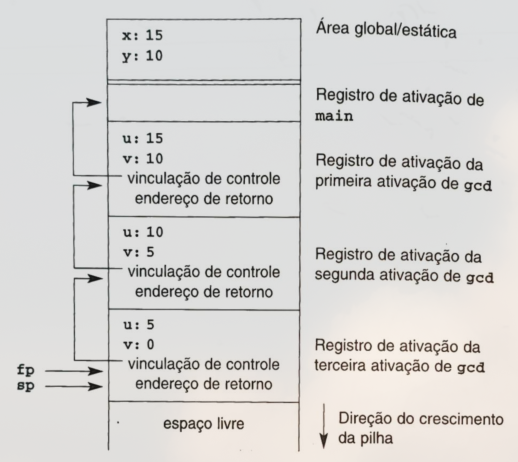 x: 15
y: 10
Área global/estática
Registro de ativação de
main
u: 15
v: 10
vinculação de controle
endereço de retorno
Registro de ativação da
primeira ativação de gcd
u: 10
v: 5
vinculação de controle
endereço de retorno
Registro de ativação da
segunda ativação de gcd
u: 5
v: 0
vinculação de controle
endereço de retorno
Registro de ativação da
terceira ativação de gcd
fp
sp
espaço livre
Direção do crescimento
da pilha